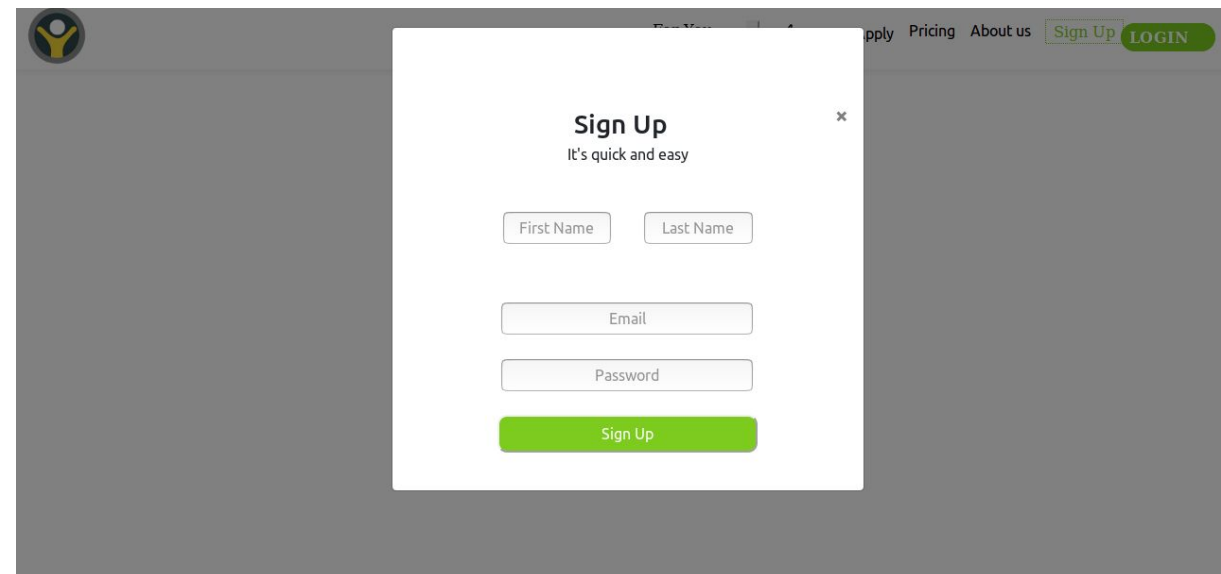 Pricing About us Sign Up LOGIN
Sign Up
×
It's quick and easy
First Name Last Name
Email
Password
Sign Up